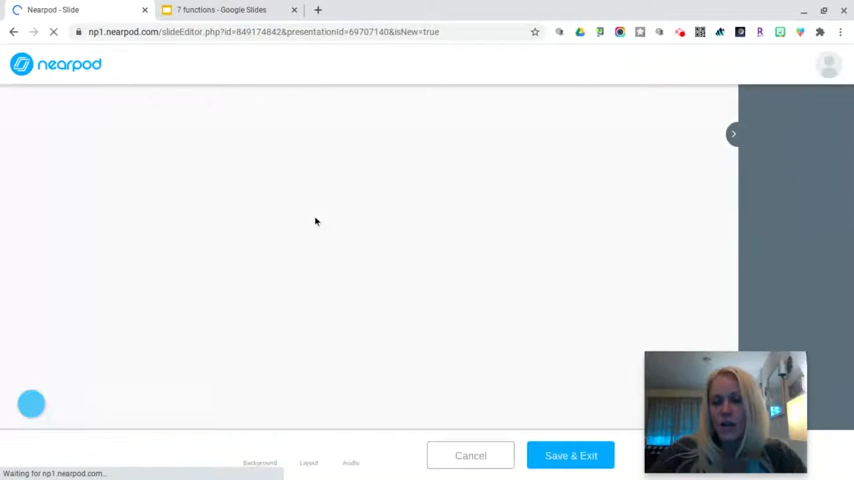 Nearpod - Slide
7 functions - Google Slides
np1.nearpod.com/slideEditor.php?id=849174842&presentationId=69707140&isNew=true
nearpod
Background
Layout
Audio
Cancel
Save & Exit
Waiting for np1.nearpod.com...